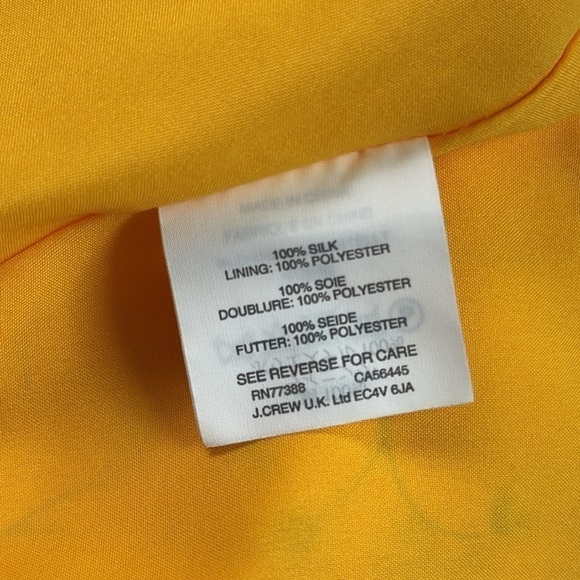 100% SILK
LINING: 100% POLYESTER
100% SOIE
DOUBLURE: 100% POLYESTER
100% SEIDE
FUTTER: 100% POLYESTER
SEE REVERSE FOR CARE
RN77388 CA56445
J.CREW U.K. Ltd EC4V 6JA